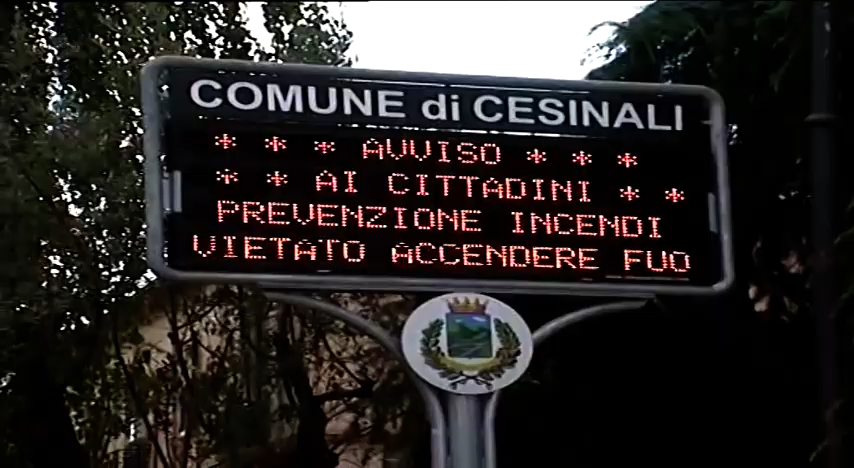 COMUNE di CESINALI
* * * AVVISO * * *
* * AI CITTADINI * *
PREVENZIONE INCENDI
VIETATO ACCENDERE FUO